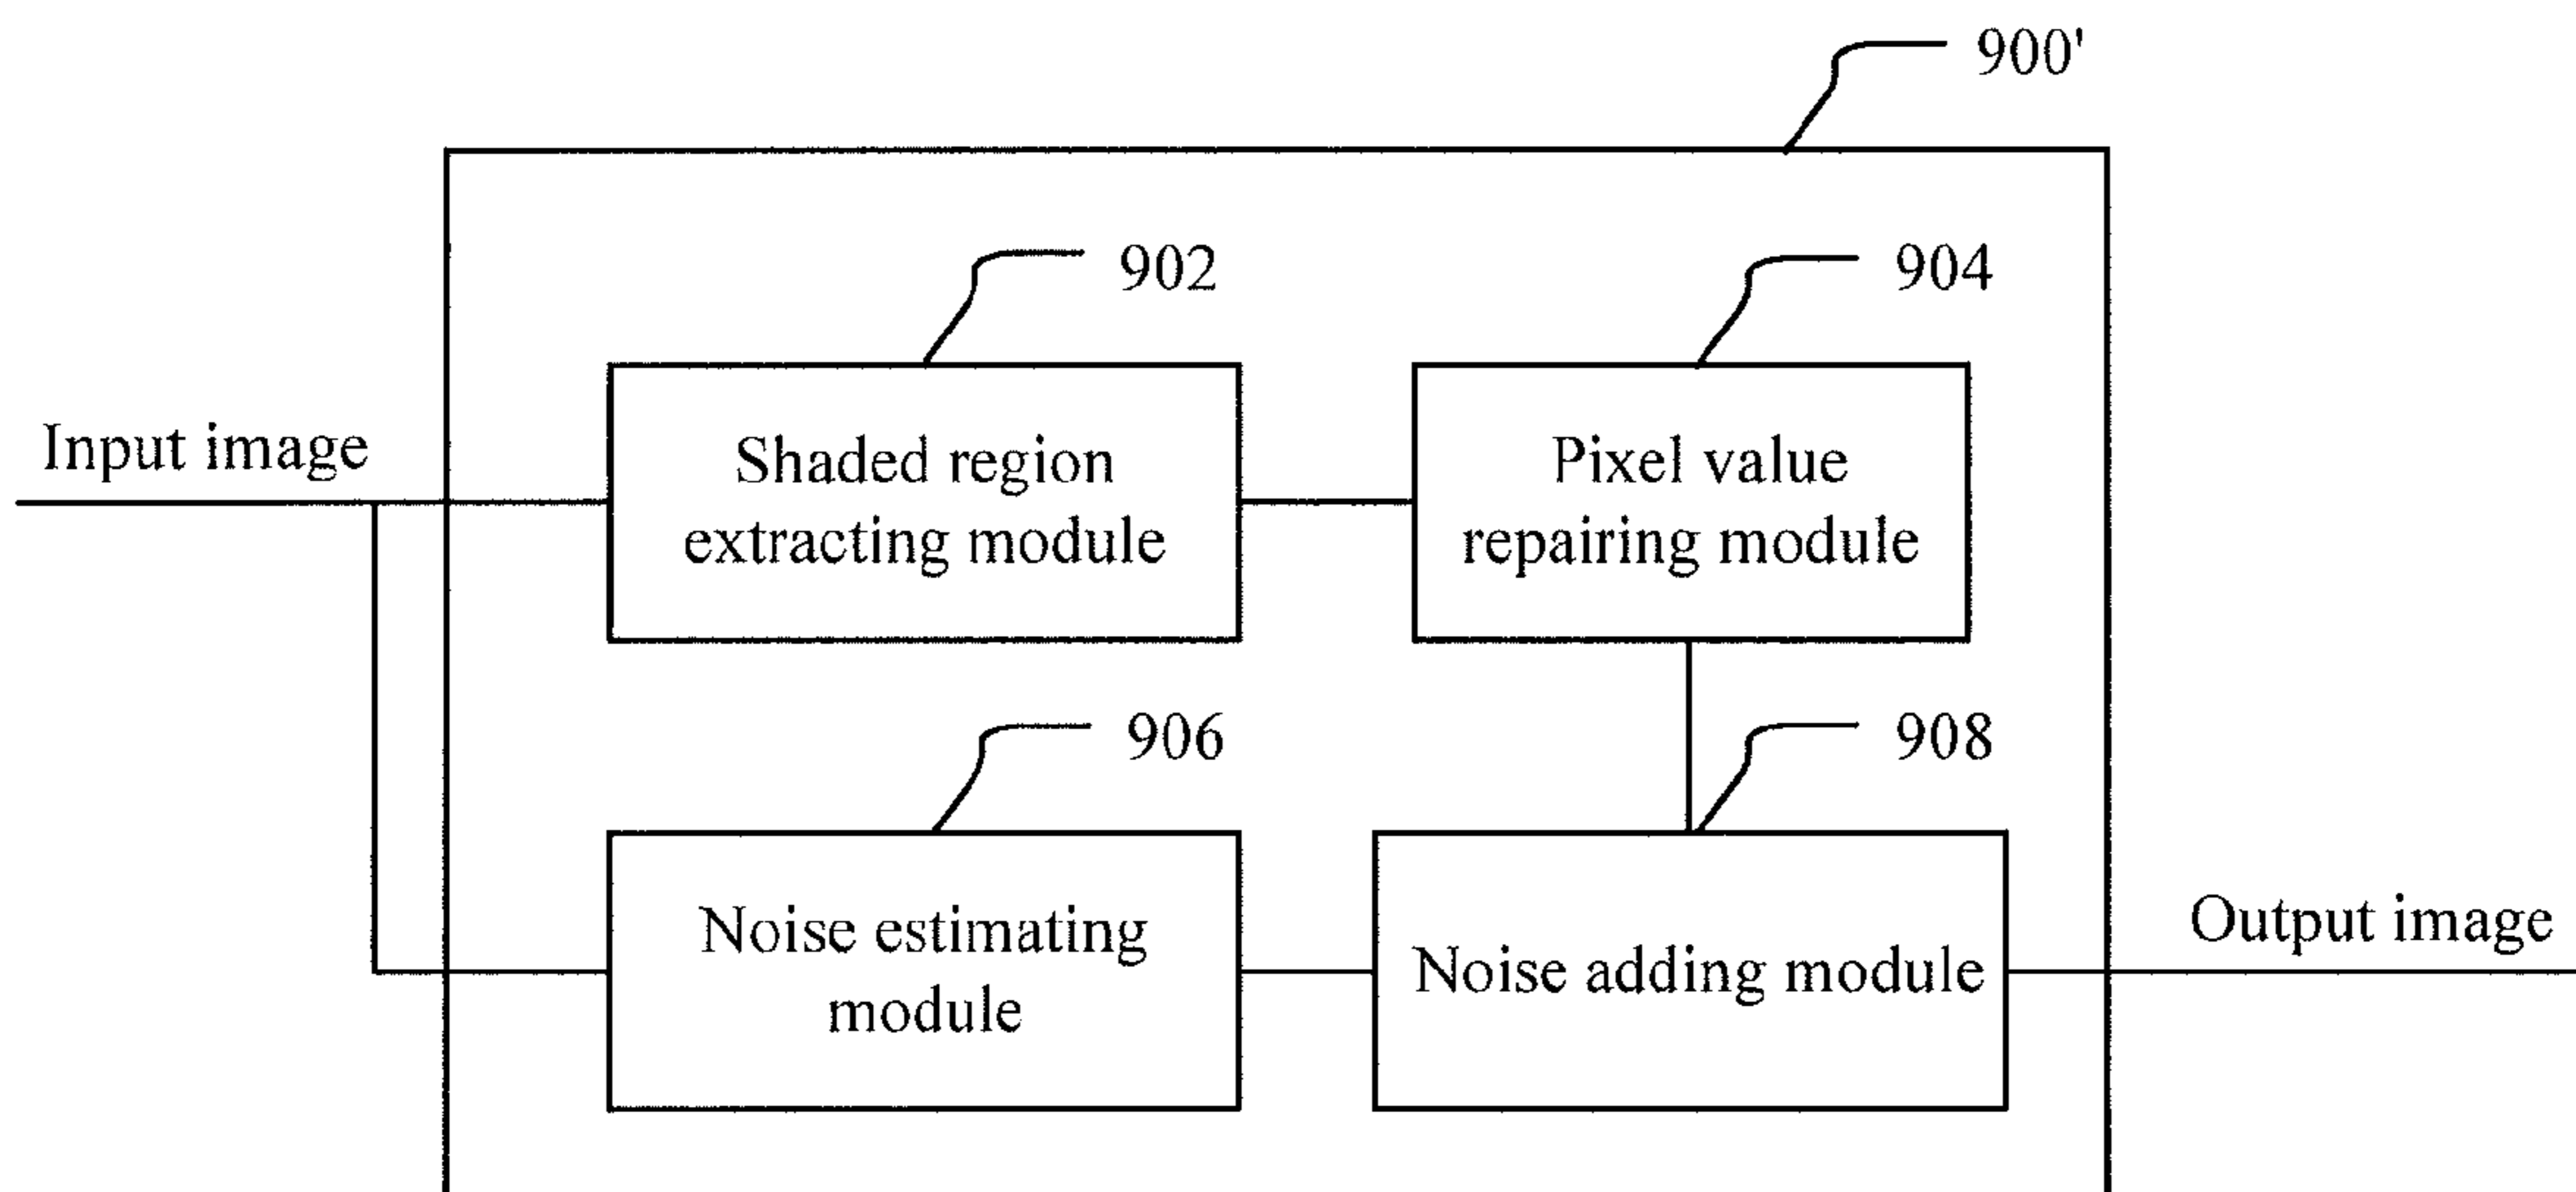 900'
902
904
Input image
Shaded region
extracting module
Pixel value
repairing module
906
908
Noise estimating
module
Noise adding module
Output image